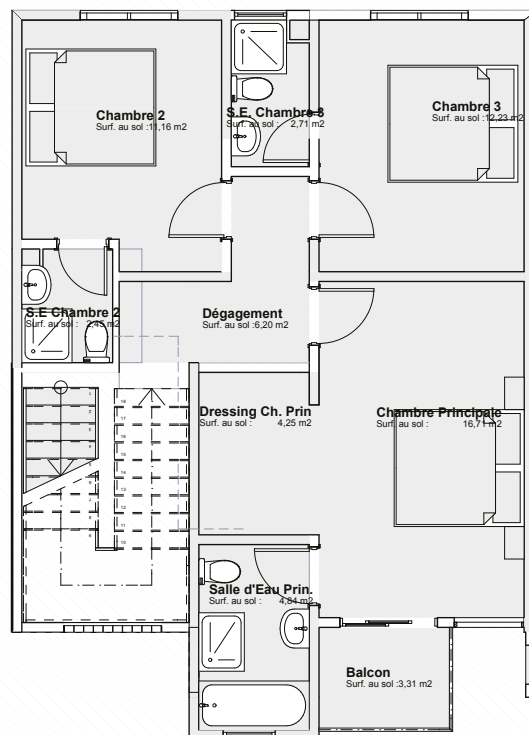 Chambre 2
Surf. au sol : 11,16 m2
S.E. Chambre 3
Surf. au sol : 2,71 m2
Chambre 3
Surf. au sol : 12,23 m2
S.E Chambre 2
Surf. au sol : 2,45 m2
Dégagement
Surf. au sol :6,20 m2
Dressing Ch. Prin
Surf. au sol : 4,25 m2
Chambre Principale
Surf. au sol : 16,71 m2
Salle d'Eau Prin.
Surf. au sol : 4,84 m2
Balcon
Surf. au sol :3,31 m2